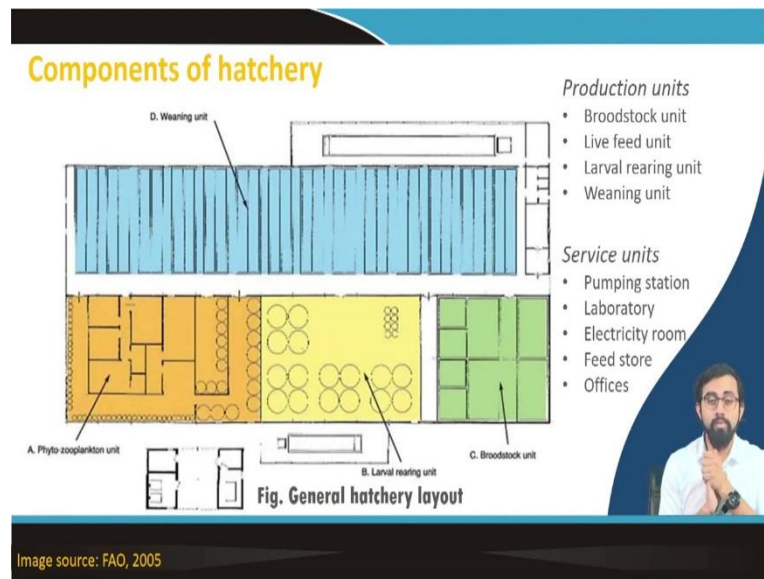 Components of hatchery
D. Weaning unit
A. Phyto-zooplankton unit
B. Larval rearing unit
C. Broodstock unit
Fig. General hatchery layout
Production units
• Broodstock unit
• Live feed unit
• Larval rearing unit
• Weaning unit
Service units
• Pumping station
• Laboratory
• Electricity room
• Feed store
• Offices
Image source: FAO, 2005